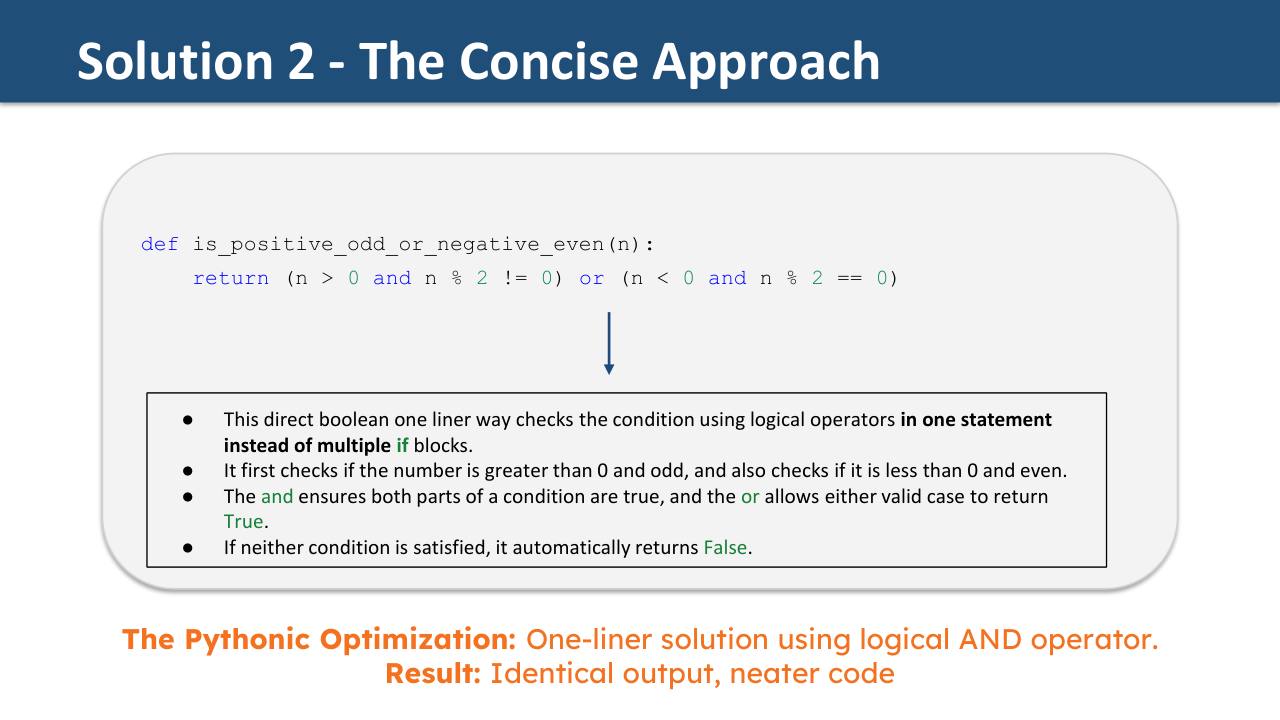 Solution 2 - The Concise Approach
def is_positive_odd_or_negative_even(n):
    return (n > 0 and n % 2 != 0) or (n < 0 and n % 2 == 0)
● This direct boolean one liner way checks the condition using logical operators in one statement
instead of multiple if blocks.
● It first checks if the number is greater than 0 and odd, and also checks if it is less than 0 and even.
● The and ensures both parts of a condition are true, and the or allows either valid case to return
True.
● If neither condition is satisfied, it automatically returns False.
The Pythonic Optimization: One-liner solution using logical AND operator.
Result: Identical output, neater code